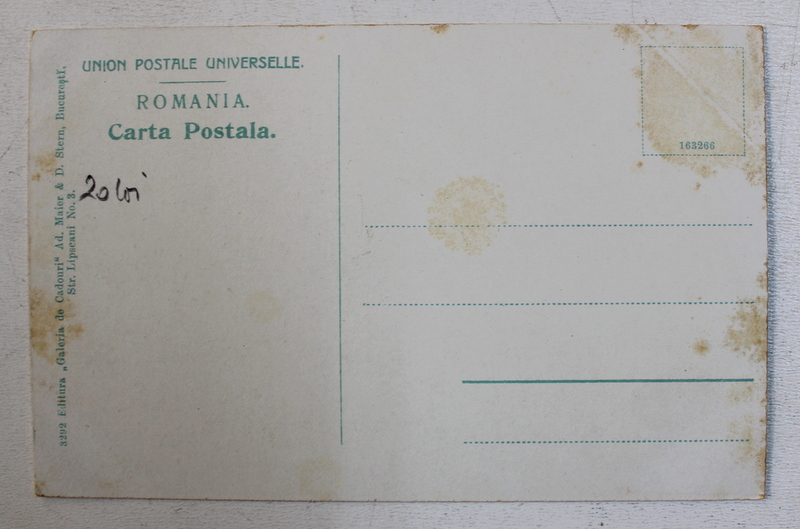 UNION POSTALE UNIVERSELLE.
ROMANIA.
Carta Postala.
20 lei
163266
3292 Editura „Galeria de Cadouri" Ad. Maier & D. Stern, Bucureştĭ,
Str. Lipscani No. 3.